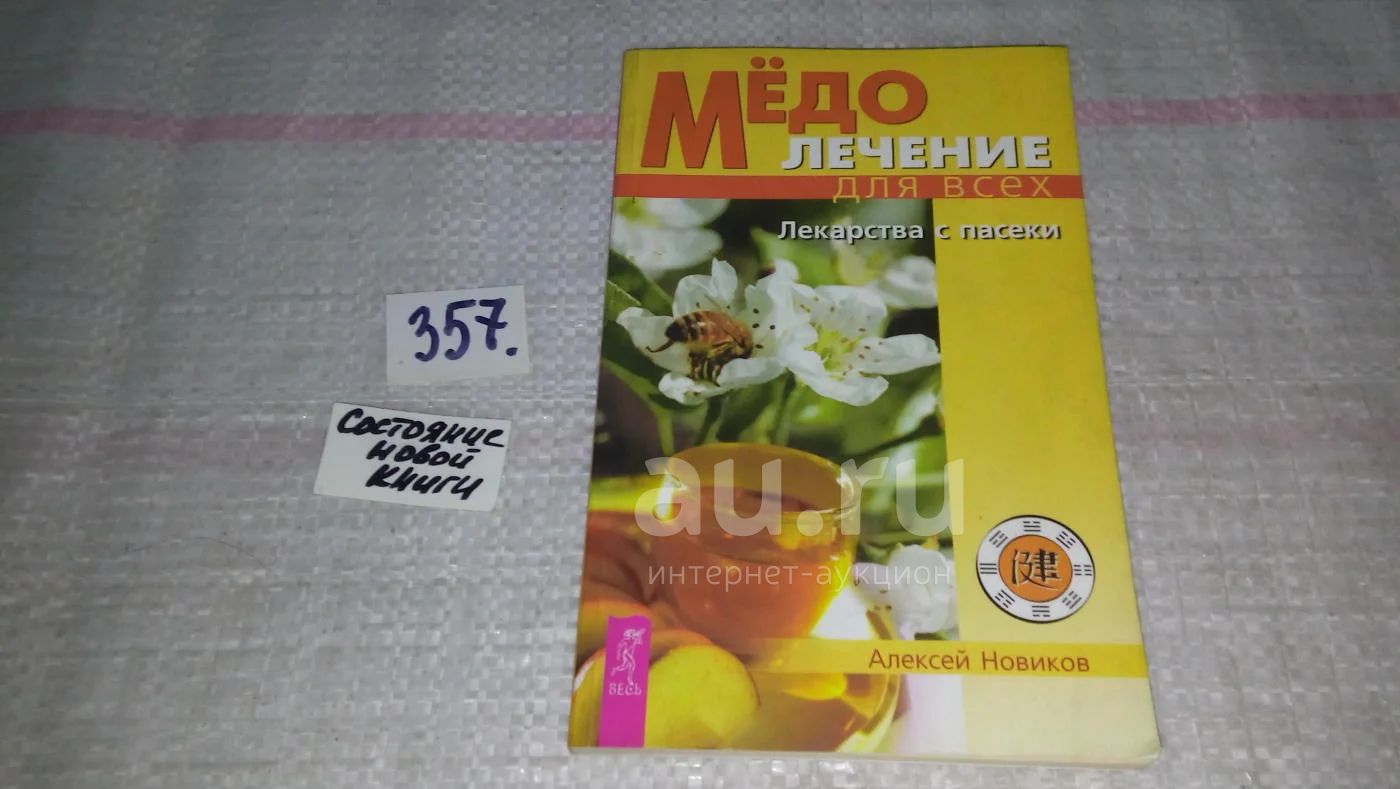 МЁДО
ЛЕЧЕНИЕ
для всех
Лекарства с пасеки
357.
Состояние
новой
книги
au.ru
интернет-аукцион
健
Алексей Новиков
ВЕСЬ